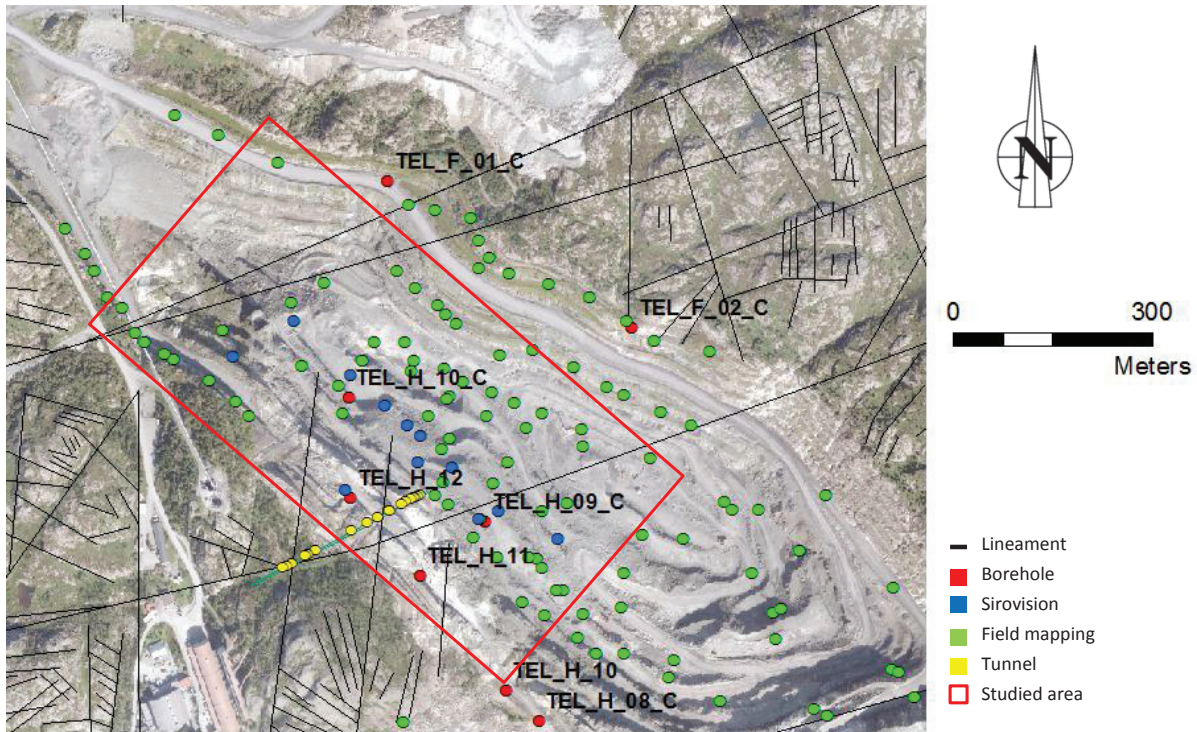 TEL_F_01_C
TEL_F_02_C
TEL_H_10_C
TEL_H_12
TEL_H_09_C
TEL_H_11
TEL_H_10
TEL_H_08_C
N
0 300
Meters
Lineament
Borehole
Sirovision
Field mapping
Tunnel
Studied area